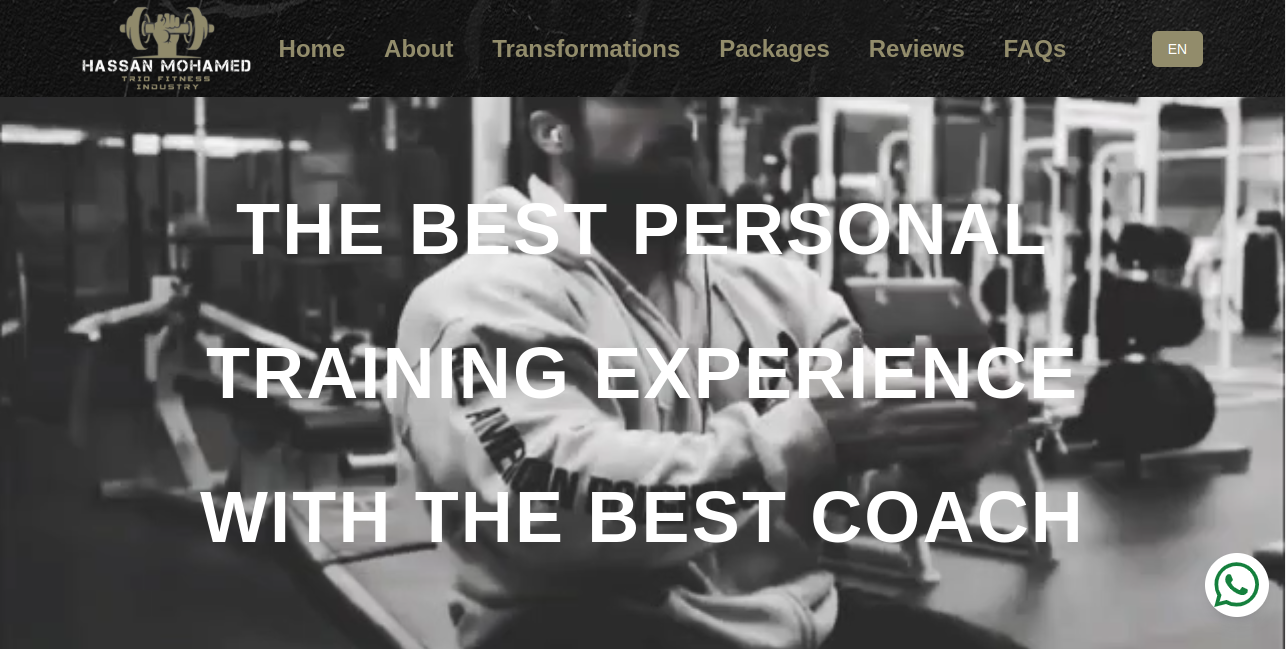 HASSAN MOHAMED
TRIO FITNESS
INDUSTRY
Home About Transformations Packages Reviews FAQs EN
THE BEST PERSONAL
TRAINING EXPERIENCE
WITH THE BEST COACH